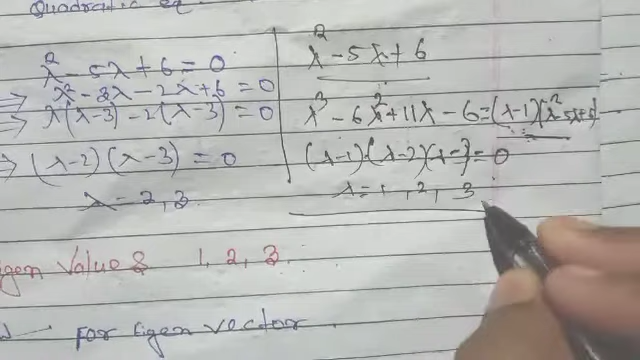 Quadratic eq
λ² - 5λ + 6 = 0
⇒ λ² - 3λ - 2λ + 6 = 0
⇒ λ(λ-3) - 2(λ-3) = 0
⇒ (λ-2)(λ-3) = 0
λ = 2, 3
λ² - 5λ + 6
λ³ - 6λ² + 11λ - 6 = (λ-1)(λ² - 5λ+6)
(λ-1)(λ-2)(λ-3) = 0
λ = 1, 2, 3
igen values 1, 2, 3.
For Eigen vector